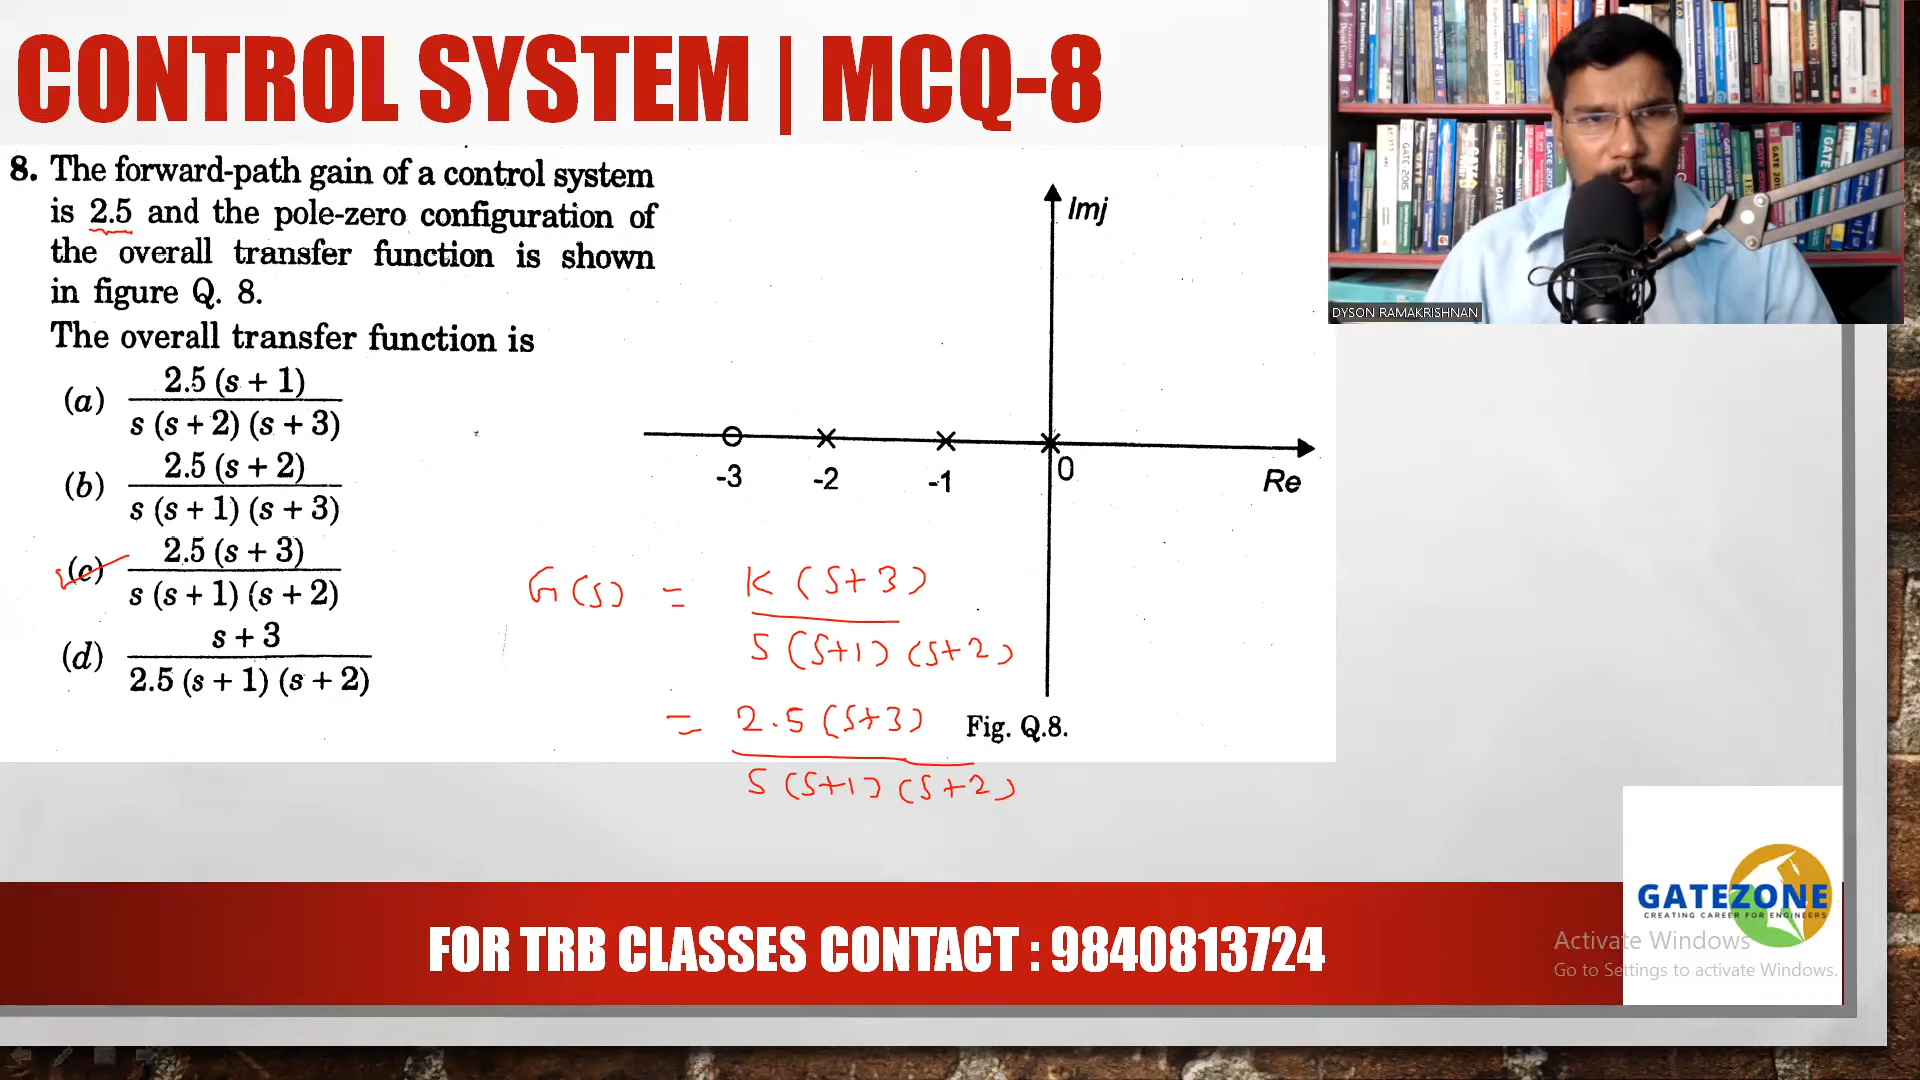 CONTROL SYSTEM | MCQ-8
8. The forward-path gain of a control system
is 2.5 and the pole-zero configuration of
the overall transfer function is shown
in figure Q. 8.
The overall transfer function is
(a) 2.5 (s + 1)
s (s + 2) (s + 3)
(b) 2.5 (s + 2)
s (s + 1) (s + 3)
(c) 2.5 (s + 3)
s (s + 1) (s + 2)
(d) s + 3
2.5 (s + 1) (s + 2)
Imj
-3 -2 -1 0
Re
G(s) = K (s+3)
s (s+1) (s+2)
= 2.5 (s+3)
s (s+1) (s+2)
Fig. Q.8.
DYSON RAMAKRISHNAN
FOR TRB CLASSES CONTACT : 9840813724
GATEZONE
CREATING CAREER FOR ENGINEERS
Activate Windows
Go to Settings to activate Windows.